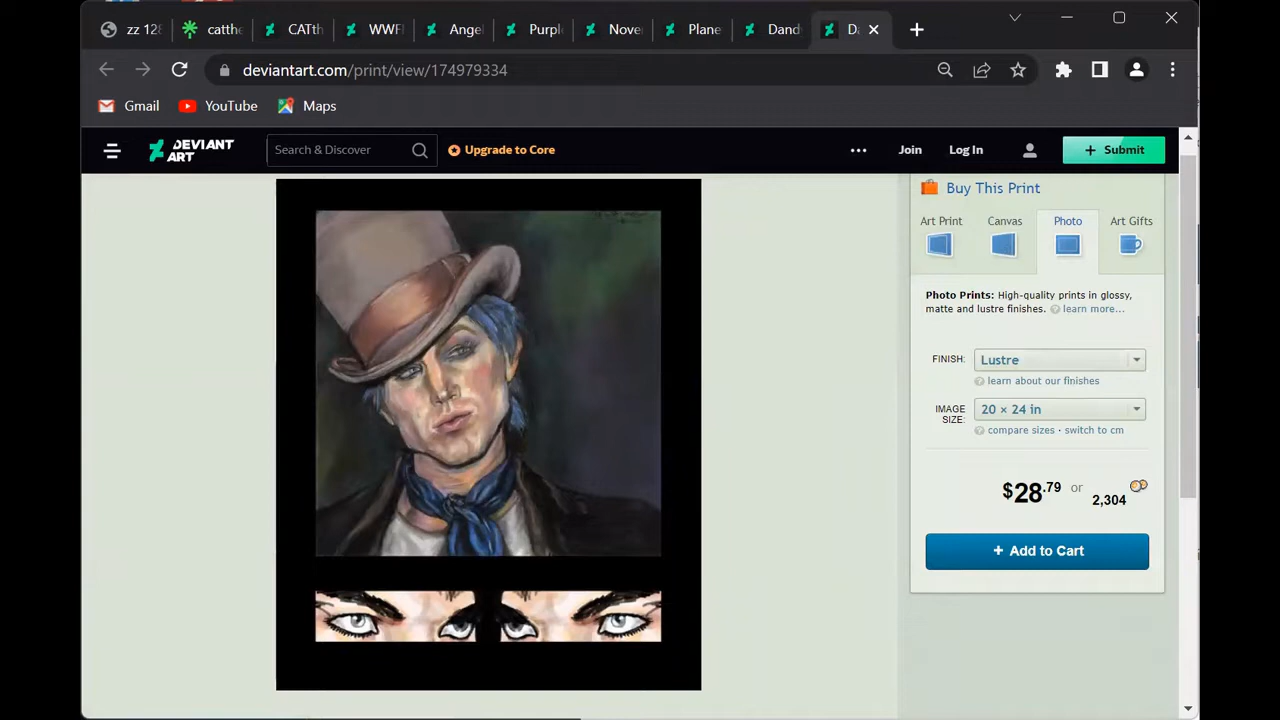 zz 128
catthe
CATth
WWF
Angel
Purpl
Nove
Plane
Dand
Da
deviantart.com/print/view/174979334
Gmail
YouTube
Maps
DEVIANT
ART
Search & Discover
Upgrade to Core
Join
Log In
+ Submit
Buy This Print
Art Print
Canvas
Photo
Art Gifts
Photo Prints: High-quality prints in glossy,
matte and lustre finishes. learn more...
FINISH:
Lustre
learn about our finishes
IMAGE
SIZE:
20 × 24 in
compare sizes · switch to cm
$28.79 or
2,304
+ Add to Cart